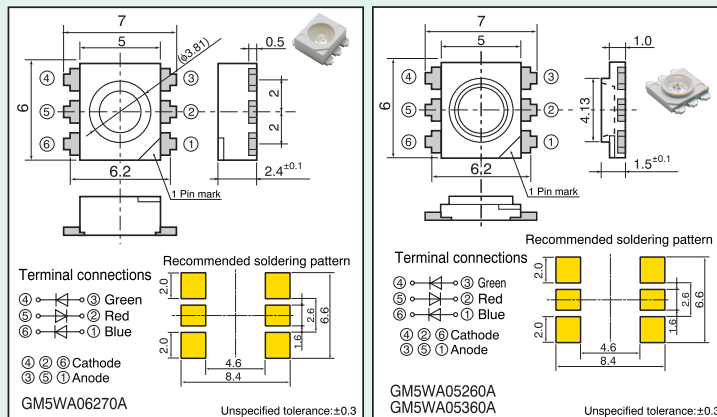 7
5
(φ3.81)
0.5
④ ③
⑤ ②
⑥ ①
6
2
2
6.2
2.4±0.1
1 Pin mark
Recommended soldering pattern
Terminal connections
④ ③ Green
⑤ ② Red
⑥ ① Blue
④ ② ⑥ Cathode
③ ⑤ ① Anode
2.0
2.0
1.6
2.6
6.6
4.6
8.4
GM5WA06270A
Unspecified tolerance:±0.3
7
5
1.0
④ ③
⑤ ②
⑥ ①
6
4.13
6.2
1.5±0.1
1 Pin mark
Recommended soldering pattern
Terminal connections
④ ③ Green
⑤ ② Red
⑥ ① Blue
④ ② ⑥ Cathode
③ ⑤ ① Anode
2.0
2.0
1.6
2.6
6.6
4.6
8.4
GM5WA05260A
GM5WA05360A
Unspecified tolerance:±0.3